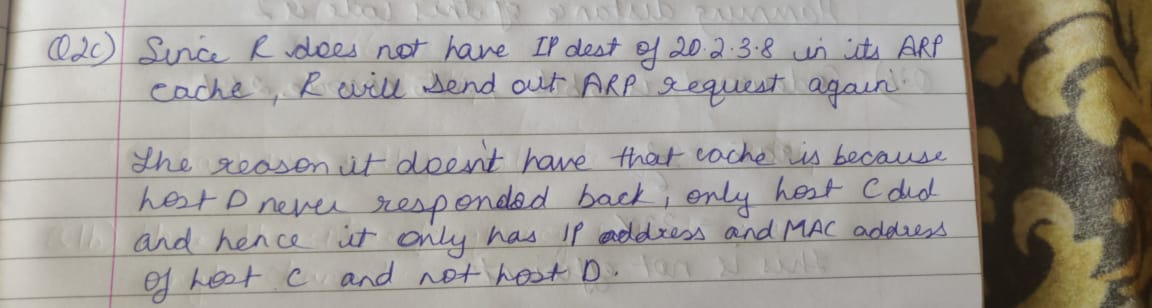 Q2c) Since R does not have IP dest of 20.2.3.8 in its ARP
cache, R will send out ARP request again.
The reason it doesn't have that cache is because
host D never responded back, only host C did
and hence it only has IP address and MAC address
of host C and not host D.